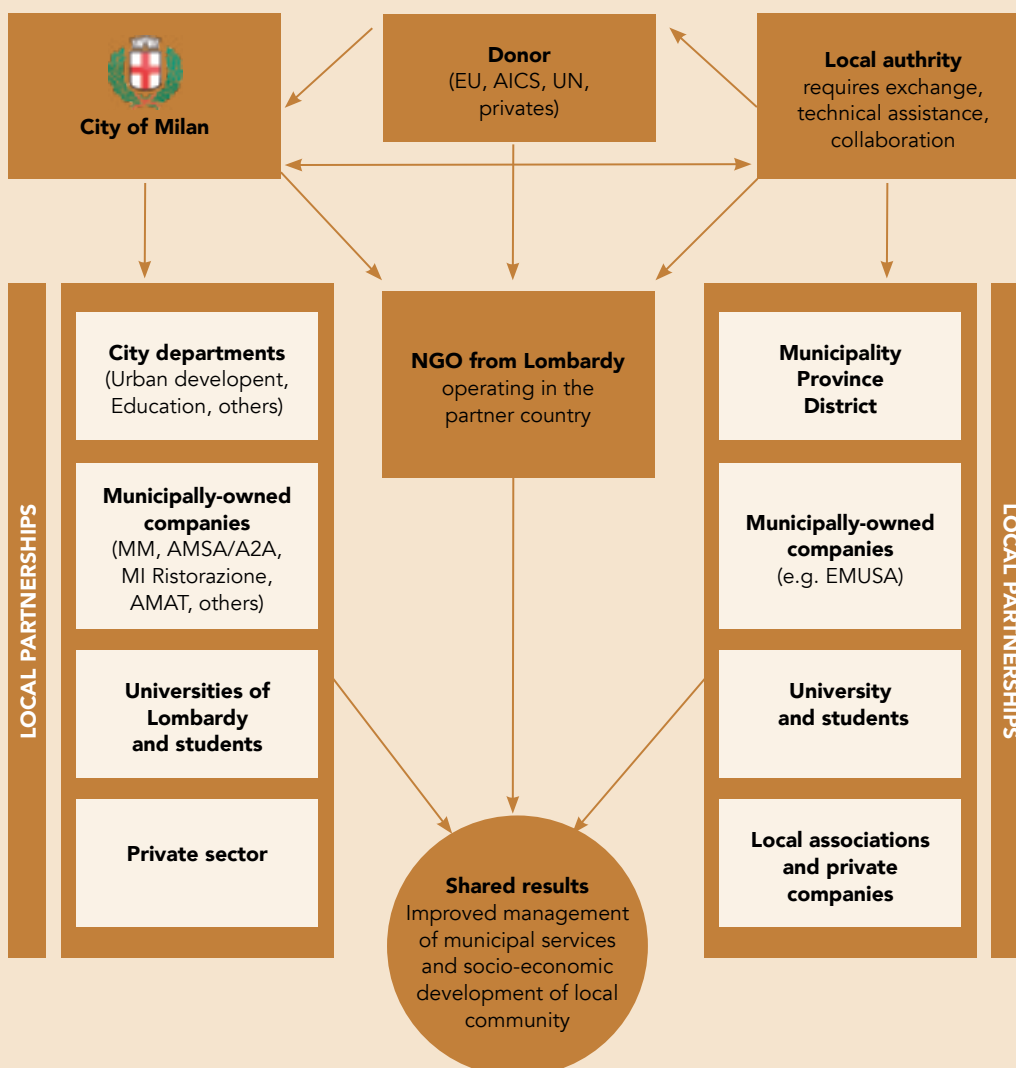 City of Milan
Donor
(EU, AICS, UN,
privates)
Local authrity
requires exchange,
technical assistance,
collaboration
LOCAL PARTNERSHIPS
City departments
(Urban developent,
Education, others)
Municipally-owned
companies
(MM, AMSA/A2A,
MI Ristorazione,
AMAT, others)
Universities of
Lombardy
and students
Private sector
NGO from Lombardy
operating in the
partner country
Shared results
Improved management
of municipal services
and socio-economic
development of local
community
Municipality
Province
District
Municipally-owned
companies
(e.g. EMUSA)
University
and students
Local associations
and private
companies
LOCAL PARTNERSHIPS